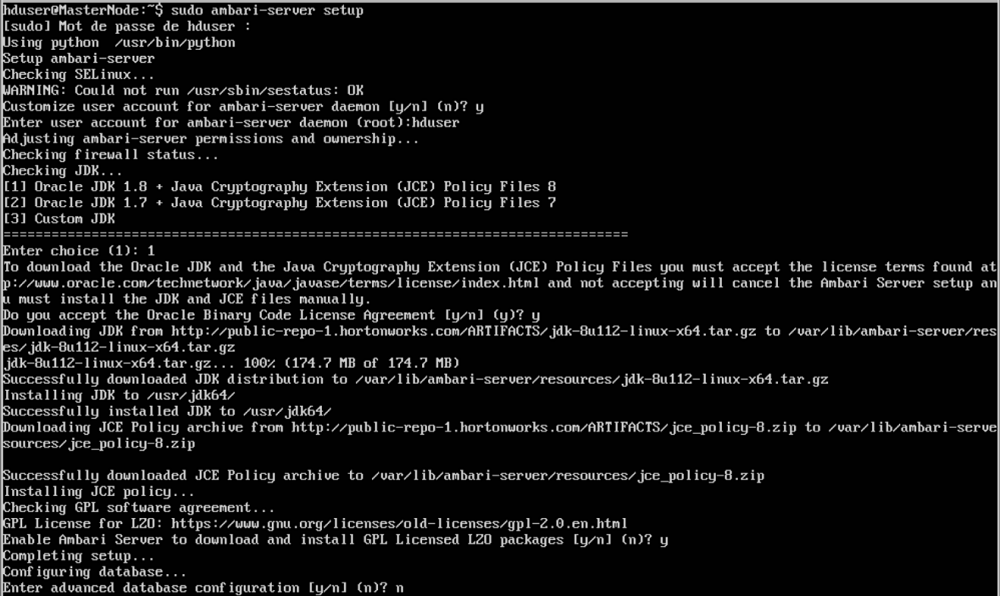 hduser@MasterNode:~$ sudo ambari-server setup
[sudo] Mot de passe de hduser :
Using python  /usr/bin/python
Setup ambari-server
Checking SELinux...
WARNING: Could not run /usr/sbin/sestatus: OK
Customize user account for ambari-server daemon [y/n] (n)? y
Enter user account for ambari-server daemon (root):hduser
Adjusting ambari-server permissions and ownership...
Checking firewall status...
Checking JDK...
[1] Oracle JDK 1.8 + Java Cryptography Extension (JCE) Policy Files 8
[2] Oracle JDK 1.7 + Java Cryptography Extension (JCE) Policy Files 7
[3] Custom JDK
==============================================================================
Enter choice (1): 1
To download the Oracle JDK and the Java Cryptography Extension (JCE) Policy Files you must accept the license terms found at
p://www.oracle.com/technetwork/java/javase/terms/license/index.html and not accepting will cancel the Ambari Server setup an
u must install the JDK and JCE files manually.
Do you accept the Oracle Binary Code License Agreement [y/n] (y)? y
Downloading JDK from http://public-repo-1.hortonworks.com/ARTIFACTS/jdk-8u112-linux-x64.tar.gz to /var/lib/ambari-server/res
es/jdk-8u112-linux-x64.tar.gz
jdk-8u112-linux-x64.tar.gz... 100% (174.7 MB of 174.7 MB)
Successfully downloaded JDK distribution to /var/lib/ambari-server/resources/jdk-8u112-linux-x64.tar.gz
Installing JDK to /usr/jdk64/
Successfully installed JDK to /usr/jdk64/
Downloading JCE Policy archive from http://public-repo-1.hortonworks.com/ARTIFACTS/jce_policy-8.zip to /var/lib/ambari-serve
sources/jce_policy-8.zip

Successfully downloaded JCE Policy archive to /var/lib/ambari-server/resources/jce_policy-8.zip
Installing JCE policy...
Checking GPL software agreement...
GPL License for LZO: https://www.gnu.org/licenses/old-licenses/gpl-2.0.en.html
Enable Ambari Server to download and install GPL Licensed LZO packages [y/n] (n)? y
Completing setup...
Configuring database...
Enter advanced database configuration [y/n] (n)? n